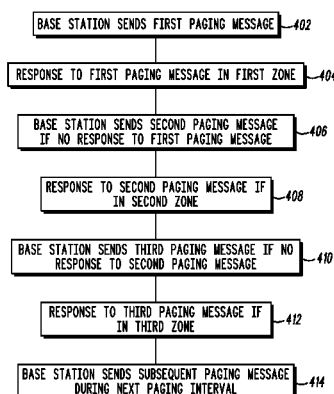 BASE STATION SENDS FIRST PAGING MESSAGE 402
RESPONSE TO FIRST PAGING MESSAGE IN FIRST ZONE 404
BASE STATION SENDS SECOND PAGING MESSAGE
IF NO RESPONSE TO FIRST PAGING MESSAGE 406
RESPONSE TO SECOND PAGING MESSAGE IF
IN SECOND ZONE 408
BASE STATION SENDS THIRD PAGING MESSAGE IF NO
RESPONSE TO SECOND PAGING MESSAGE 410
RESPONSE TO THIRD PAGING MESSAGE IF
IN THIRD ZONE 412
BASE STATION SENDS SUBSEQUENT PAGING MESSAGE
DURING NEXT PAGING INTERVAL 414